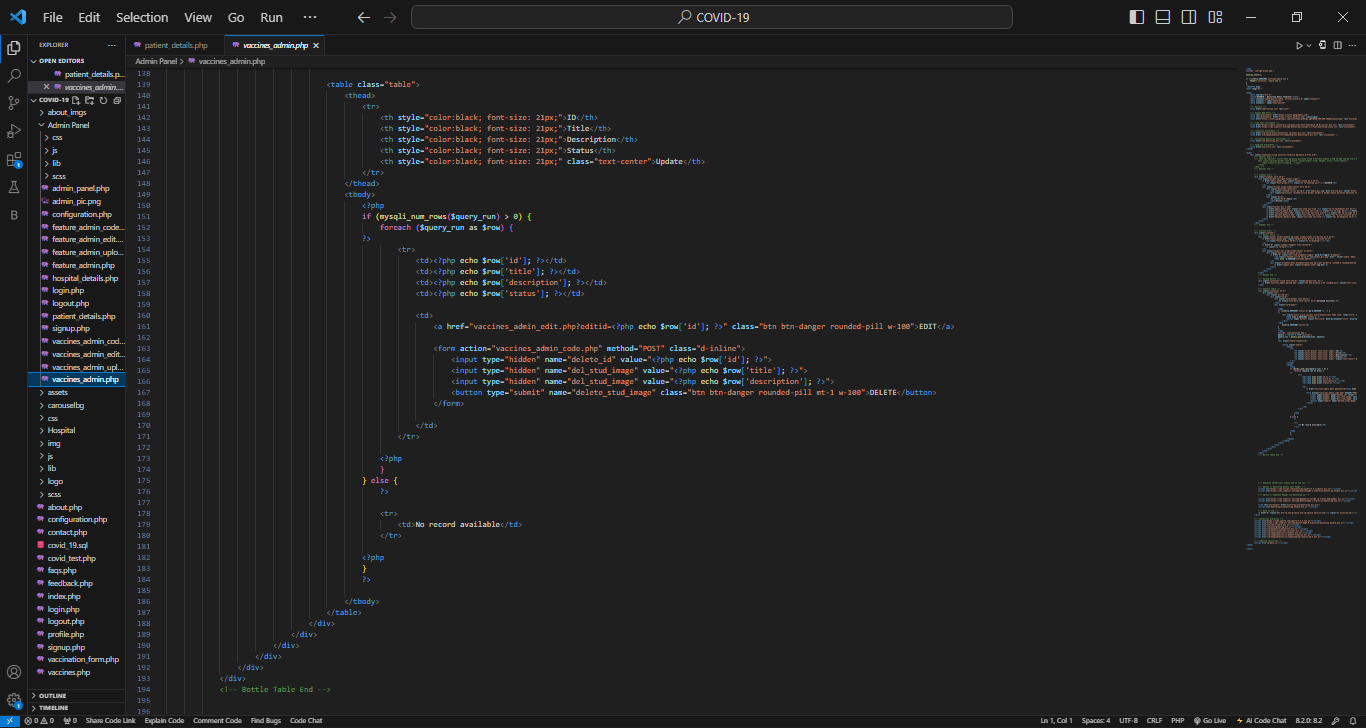 File Edit Selection View Go Run ··· COVID-19
EXPLORER ···
OPEN EDITORS
patient_details.p...
vaccines_admin....
COVID-19
about_imgs
Admin Panel
css
js
lib
scss
admin_panel.php
admin_pic.png
configuration.php
feature_admin_code...
feature_admin_edit....
feature_admin_uplo...
feature_admin.php
hospital_details.php
login.php
logout.php
patient_details.php
signup.php
vaccines_admin_cod...
vaccines_admin_edit...
vaccines_admin_upl...
vaccines_admin.php
assets
carouselbg
css
Hospital
img
js
lib
logo
scss
about.php
configuration.php
contact.php
covid_19.sql
covid_test.php
faqs.php
feedback.php
index.php
login.php
logout.php
profile.php
signup.php
vaccination_form.php
vaccines.php
OUTLINE
TIMELINE
patient_details.php vaccines_admin.php
Admin Panel > vaccines_admin.php
138
139 <table class="table">
140 <thead>
141 <tr>
142 <th style="color:black; font-size: 21px;">ID</th>
143 <th style="color:black; font-size: 21px;">Title</th>
144 <th style="color:black; font-size: 21px;">Description</th>
145 <th style="color:black; font-size: 21px;">Status</th>
146 <th style="color:black; font-size: 21px;" class="text-center">Update</th>
147 </tr>
148 </thead>
149 <tbody>
150 <?php
151 if (mysqli_num_rows($query_run) > 0) {
152 foreach ($query_run as $row) {
153 ?>
154 <tr>
155 <td><?php echo $row['id']; ?></td>
156 <td><?php echo $row['title']; ?></td>
157 <td><?php echo $row['description']; ?></td>
158 <td><?php echo $row['status']; ?></td>
159
160 <td>
161 <a href="vaccines_admin_edit.php?editid=<?php echo $row['id']; ?>" class="btn btn-danger rounded-pill w-100">EDIT</a>
162
163 <form action="vaccines_admin_code.php" method="POST" class="d-inline">
164 <input type="hidden" name="delete_id" value="<?php echo $row['id']; ?>">
165 <input type="hidden" name="del_stud_image" value="<?php echo $row['title']; ?>">
166 <input type="hidden" name="del_stud_image" value="<?php echo $row['description']; ?>">
167 <button type="submit" name="delete_stud_image" class="btn btn-danger rounded-pill mt-1 w-100">DELETE</button>
168 </form>
169
170 </td>
171 </tr>
172
173 <?php
174 }
175 } else {
176 ?>
177
178 <tr>
179 <td>No record available</td>
180 </tr>
181
182 <?php
183 }
184 ?>
185
186 </tbody>
187 </table>
188 </div>
189 </div>
190 </div>
191 </div>
192 </div>
193 </div>
194 <!-- Bottle Table End -->
195
196
0 0 0 Share Code Link Explain Code Comment Code Find Bugs Code Chat Ln 1, Col 1 Spaces: 4 UTF-8 CRLF PHP Go Live AI Code Chat 8.2.0: 8.2